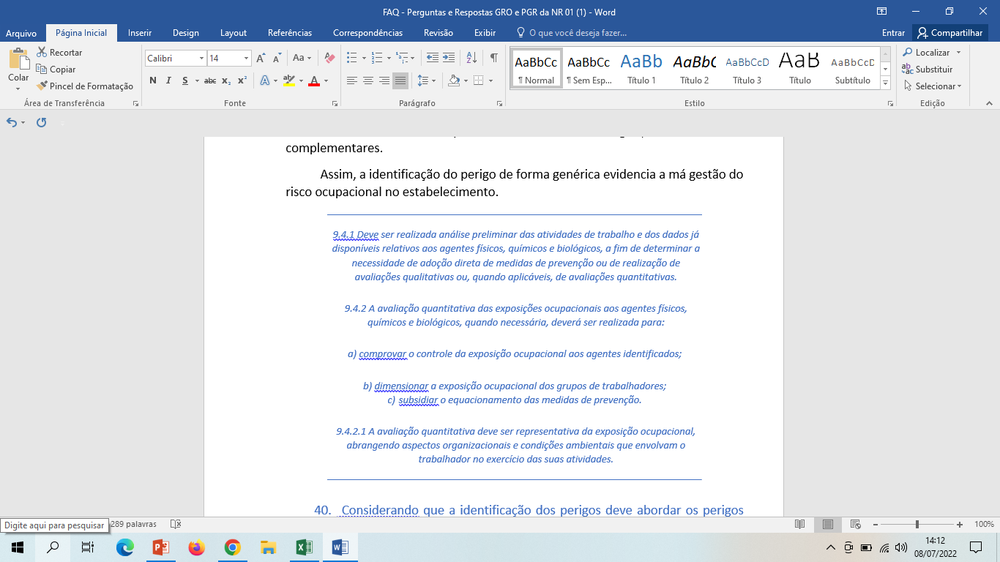 FAQ - Perguntas e Respostas GRO e PGR da NR 01 (1) - Word
Arquivo
Página Inicial
Inserir
Design
Layout
Referências
Correspondências
Revisão
Exibir
O que você deseja fazer...
Entrar
Compartilhar
Colar
Recortar
Copiar
Pincel de Formatação
Área de Transferência
Calibri
14
Aa
N I S abc x₂ x²
Fonte
Parágrafo
AaBbCc
¶ Normal
AaBbCc
¶ Sem Esp...
AaBb
Título 1
AaBbC
Título 2
AaBbCcD
Título 3
AaB
Título
AaBbCcD
Subtítulo
Estilo
Localizar
Substituir
Selecionar
Edição
complementares.
Assim, a identificação do perigo de forma genérica evidencia a má gestão do
risco ocupacional no estabelecimento.
9.4.1 Deve ser realizada análise preliminar das atividades de trabalho e dos dados já
disponíveis relativos aos agentes físicos, químicos e biológicos, a fim de determinar a
necessidade de adoção direta de medidas de prevenção ou de realização de
avaliações qualitativas ou, quando aplicáveis, de avaliações quantitativas.
9.4.2 A avaliação quantitativa das exposições ocupacionais aos agentes físicos,
químicos e biológicos, quando necessária, deverá ser realizada para:
a) comprovar o controle da exposição ocupacional aos agentes identificados;
b) dimensionar a exposição ocupacional dos grupos de trabalhadores;
c) subsidiar o equacionamento das medidas de prevenção.
9.4.2.1 A avaliação quantitativa deve ser representativa da exposição ocupacional,
abrangendo aspectos organizacionais e condições ambientais que envolvam o
trabalhador no exercício das suas atividades.
40. Considerando que a identificação dos perigos deve abordar os perigos
Digite aqui para pesquisar
289 palavras
100%
14:12
08/07/2022